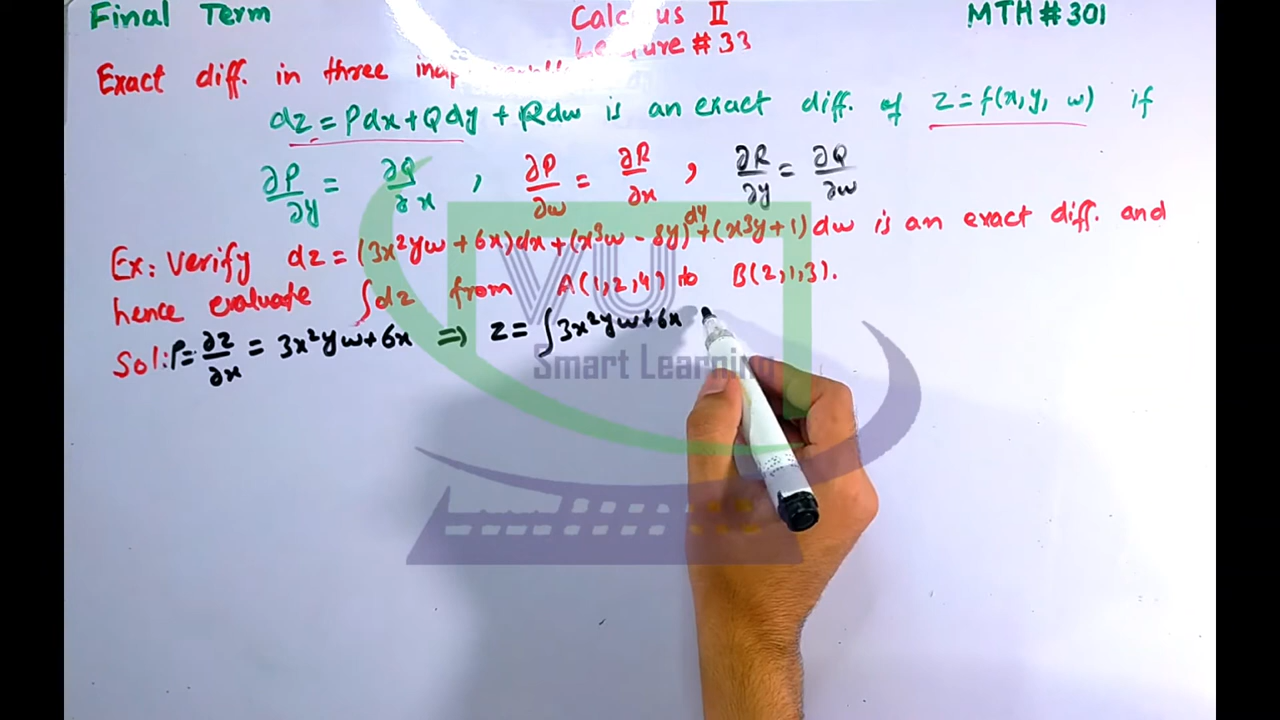 Final Term Calculus II MTH # 301
Lecture # 33
Exact diff. in three
dz = Pdx + Qdy + Rdw is an exact diff. of z = f(x, y, w) if
∂P/∂y = ∂Q/∂x , ∂P/∂w = ∂R/∂x , ∂R/∂y = ∂Q/∂w
Ex: Verify dz = (3x²yw + 6x)dx + (x³w - 8y)dy + (x³y + 1)dw is an exact diff. and
hence evaluate ∫dz from A(1,2,4) to B(2,1,3).
Sol: P = ∂z/∂x = 3x²yw + 6x ⇒ z = ∫3x²yw + 6x
VU
Smart Learning